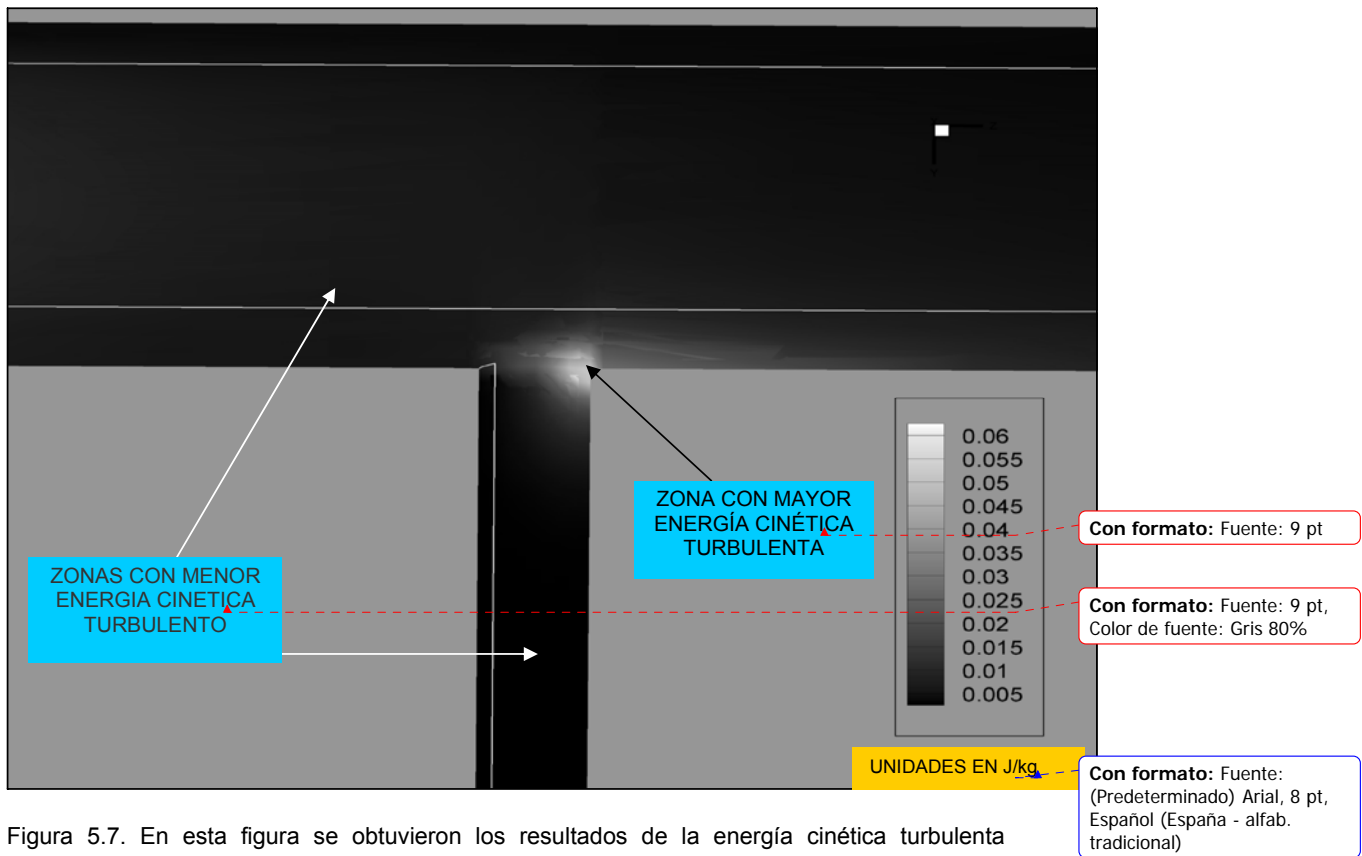 ZONA CON MAYOR
ENERGÍA CINÉTICA
TURBULENTA
ZONAS CON MENOR
ENERGIA CINETICA
TURBULENTO
0.06
0.055
0.05
0.045
0.04
0.035
0.03
0.025
0.02
0.015
0.01
0.005
UNIDADES EN J/kg
Con formato: Fuente: 9 pt
Con formato: Fuente: 9 pt,
Color de fuente: Gris 80%
Con formato: Fuente:
(Predeterminado) Arial, 8 pt,
Español (España - alfab.
tradicional)
Figura 5.7. En esta figura se obtuvieron los resultados de la energía cinética turbulenta